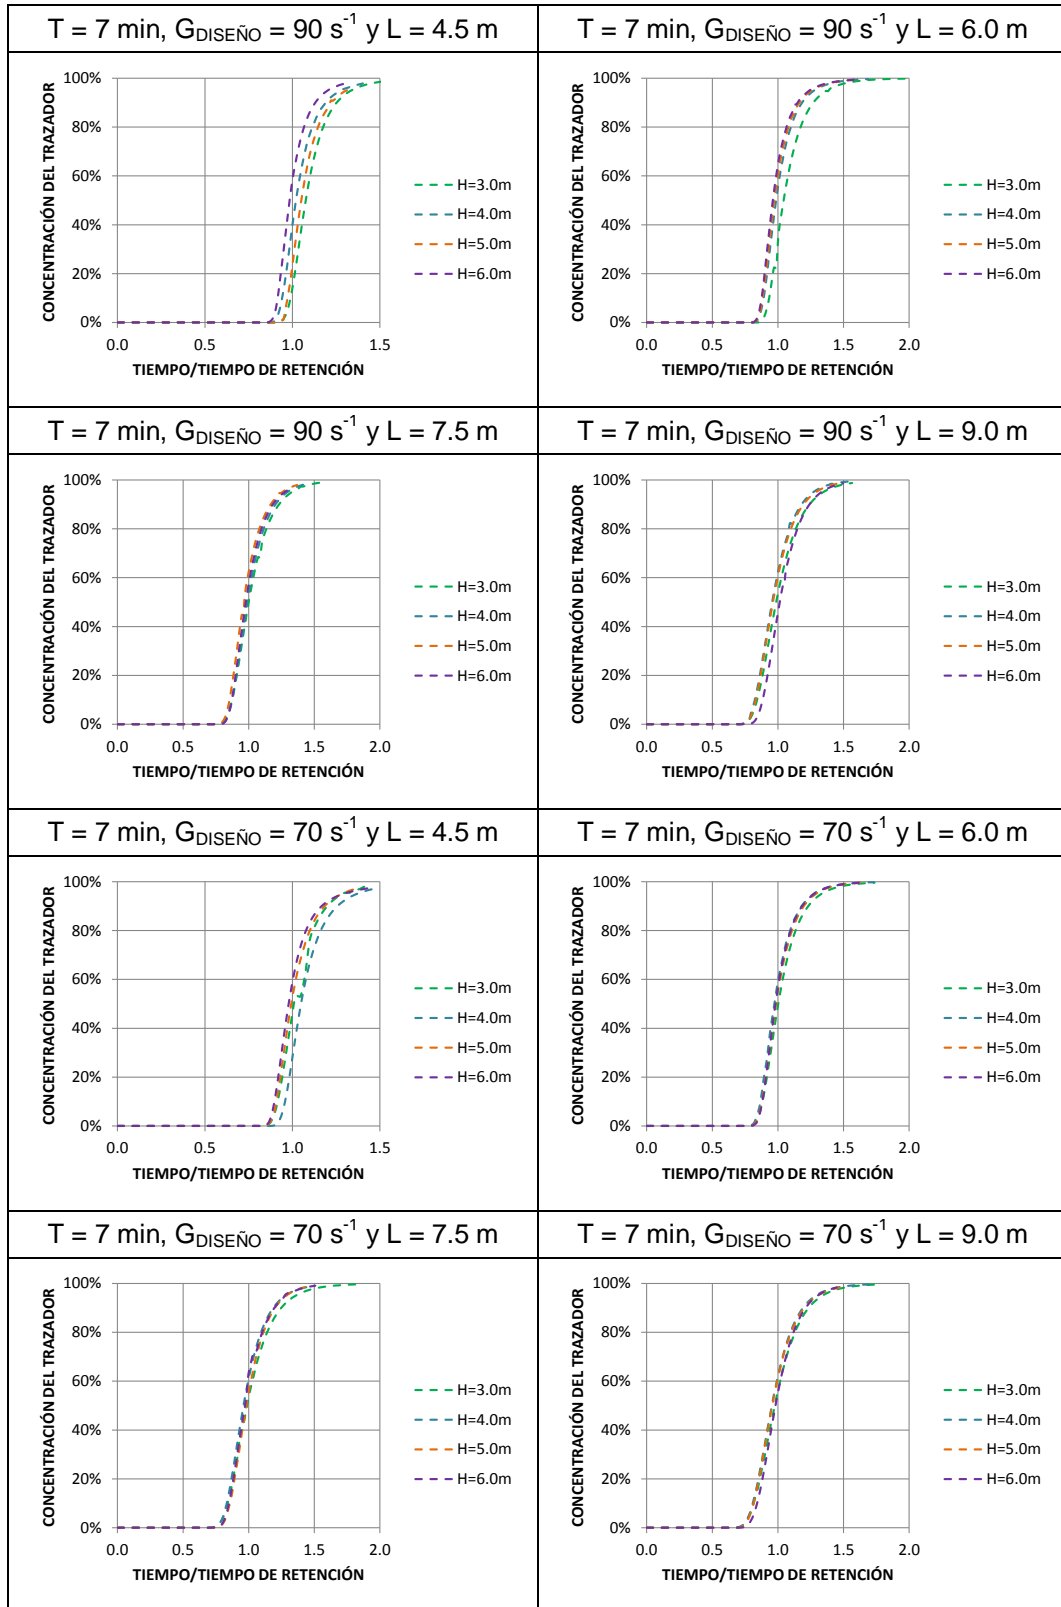 T = 7 min, GDISEÑO = 90 s-1 y L = 4.5 m
CONCENTRACIÓN DEL TRAZADOR
100%
80%
60%
40%
20%
0%
0.0 0.5 1.0 1.5
TIEMPO/TIEMPO DE RETENCIÓN
H=3.0m
H=4.0m
H=5.0m
H=6.0m
T = 7 min, GDISEÑO = 90 s-1 y L = 6.0 m
CONCENTRACIÓN DEL TRAZADOR
100%
80%
60%
40%
20%
0%
0.0 0.5 1.0 1.5 2.0
TIEMPO/TIEMPO DE RETENCIÓN
H=3.0m
H=4.0m
H=5.0m
H=6.0m
T = 7 min, GDISEÑO = 90 s-1 y L = 7.5 m
CONCENTRACIÓN DEL TRAZADOR
100%
80%
60%
40%
20%
0%
0.0 0.5 1.0 1.5 2.0
TIEMPO/TIEMPO DE RETENCIÓN
H=3.0m
H=4.0m
H=5.0m
H=6.0m
T = 7 min, GDISEÑO = 90 s-1 y L = 9.0 m
CONCENTRACIÓN DEL TRAZADOR
100%
80%
60%
40%
20%
0%
0.0 0.5 1.0 1.5 2.0
TIEMPO/TIEMPO DE RETENCIÓN
H=3.0m
H=4.0m
H=5.0m
H=6.0m
T = 7 min, GDISEÑO = 70 s-1 y L = 4.5 m
CONCENTRACIÓN DEL TRAZADOR
100%
80%
60%
40%
20%
0%
0.0 0.5 1.0 1.5
TIEMPO/TIEMPO DE RETENCIÓN
H=3.0m
H=4.0m
H=5.0m
H=6.0m
T = 7 min, GDISEÑO = 70 s-1 y L = 6.0 m
CONCENTRACIÓN DEL TRAZADOR
100%
80%
60%
40%
20%
0%
0.0 0.5 1.0 1.5 2.0
TIEMPO/TIEMPO DE RETENCIÓN
H=3.0m
H=4.0m
H=5.0m
H=6.0m
T = 7 min, GDISEÑO = 70 s-1 y L = 7.5 m
CONCENTRACIÓN DEL TRAZADOR
100%
80%
60%
40%
20%
0%
0.0 0.5 1.0 1.5 2.0
TIEMPO/TIEMPO DE RETENCIÓN
H=3.0m
H=4.0m
H=5.0m
H=6.0m
T = 7 min, GDISEÑO = 70 s-1 y L = 9.0 m
CONCENTRACIÓN DEL TRAZADOR
100%
80%
60%
40%
20%
0%
0.0 0.5 1.0 1.5 2.0
TIEMPO/TIEMPO DE RETENCIÓN
H=3.0m
H=4.0m
H=5.0m
H=6.0m